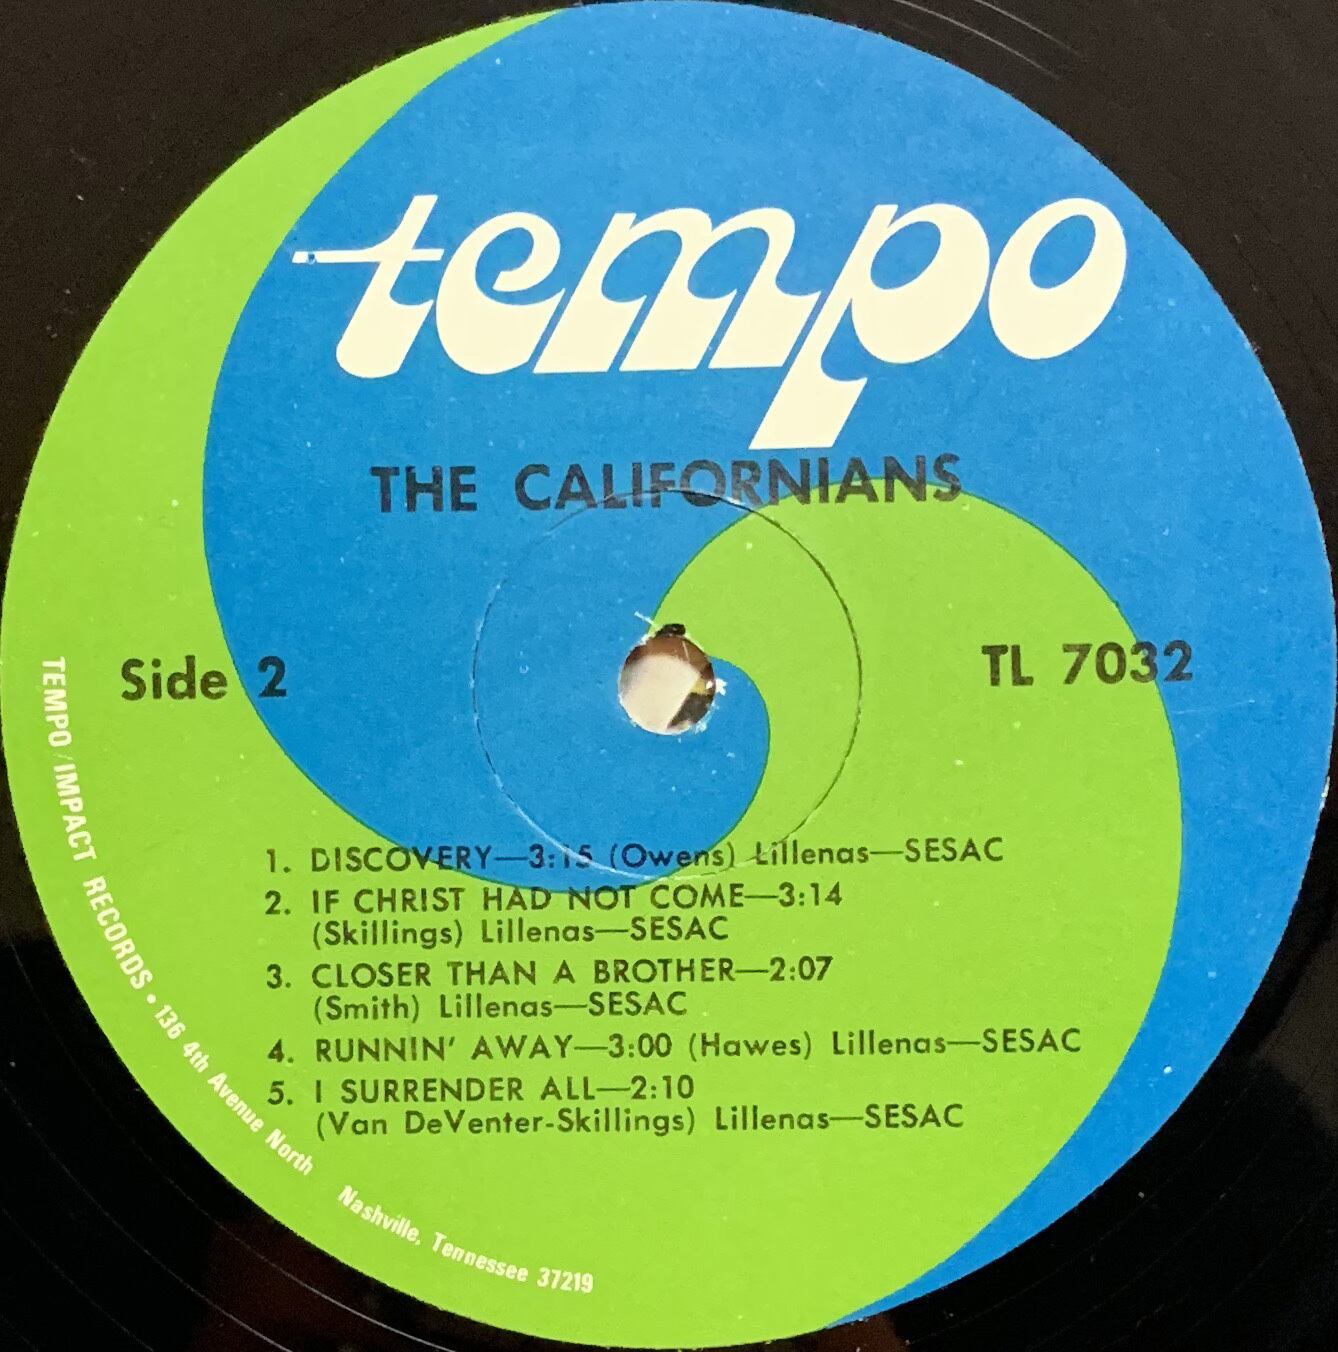 tempo
THE CALIFORNIANS
Side 2
TL 7032
1. DISCOVERY—3:15 (Owens) Lillenas—SESAC
2. IF CHRIST HAD NOT COME—3:14
(Skillings) Lillenas—SESAC
3. CLOSER THAN A BROTHER—2:07
(Smith) Lillenas—SESAC
4. RUNNIN' AWAY—3:00 (Hawes) Lillenas—SESAC
5. I SURRENDER ALL—2:10
(Van DeVenter-Skillings) Lillenas—SESAC
TEMPO/IMPACT RECORDS • 136 4th Avenue North Nashville, Tennessee 37219